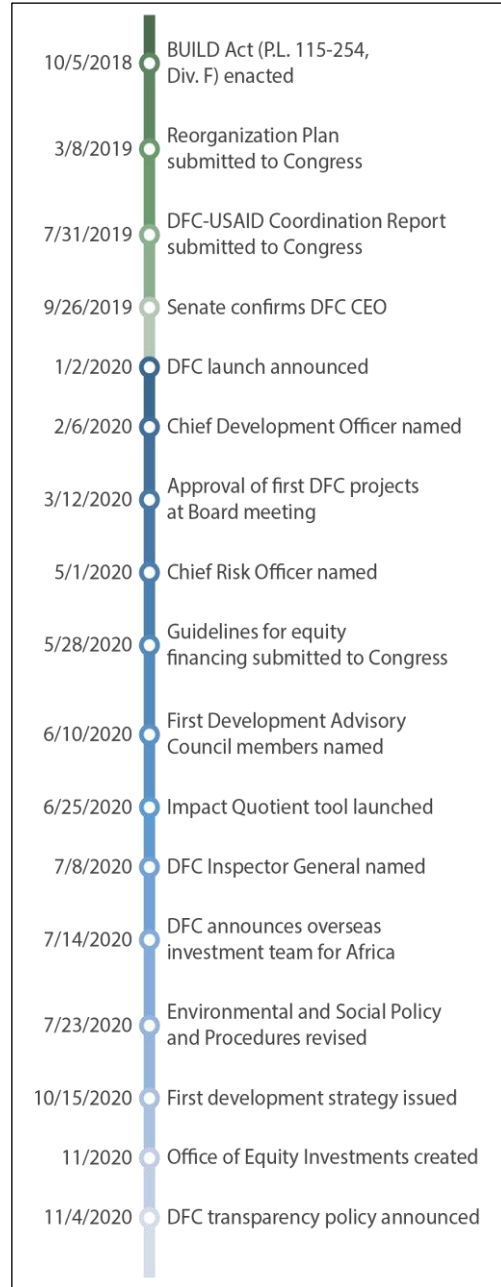 10/5/2018
BUILD Act (P.L. 115-254,
Div. F) enacted
3/8/2019
Reorganization Plan
submitted to Congress
7/31/2019
DFC-USAID Coordination Report
submitted to Congress
9/26/2019
Senate confirms DFC CEO
1/2/2020
DFC launch announced
2/6/2020
Chief Development Officer named
3/12/2020
Approval of first DFC projects
at Board meeting
5/1/2020
Chief Risk Officer named
5/28/2020
Guidelines for equity
financing submitted to Congress
6/10/2020
First Development Advisory
Council members named
6/25/2020
Impact Quotient tool launched
7/8/2020
DFC Inspector General named
7/14/2020
DFC announces overseas
investment team for Africa
7/23/2020
Environmental and Social Policy
and Procedures revised
10/15/2020
First development strategy issued
11/2020
Office of Equity Investments created
11/4/2020
DFC transparency policy announced